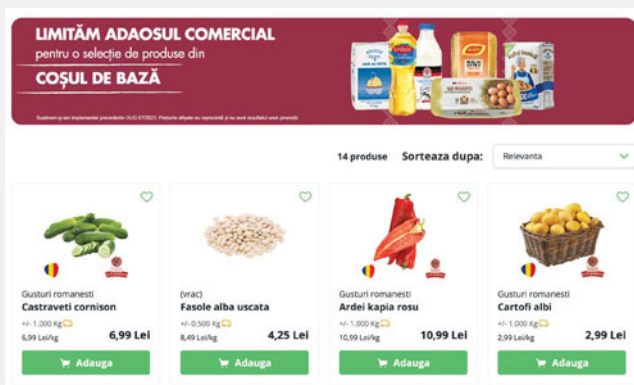 LIMITĂM ADAOSUL COMERCIAL
pentru o selecție de produse din
COȘUL DE BAZĂ
14 produse Sorteaza dupa: Relevanta
Gusturi romanesti
Castraveti cornison
+/- 1.000 Kg
6,99 Lei/kg 6,99 Lei
Adauga
(vrac)
Fasole alba uscata
+/- 0.500 Kg
8,49 Lei/kg 4,25 Lei
Adauga
Gusturi romanesti
Ardei kapia rosu
+/- 1.000 Kg
10,99 Lei/kg 10,99 Lei
Adauga
Gusturi romanesti
Cartofi albi
+/- 1.000 Kg
2,99 Lei/kg 2,99 Lei
Adauga